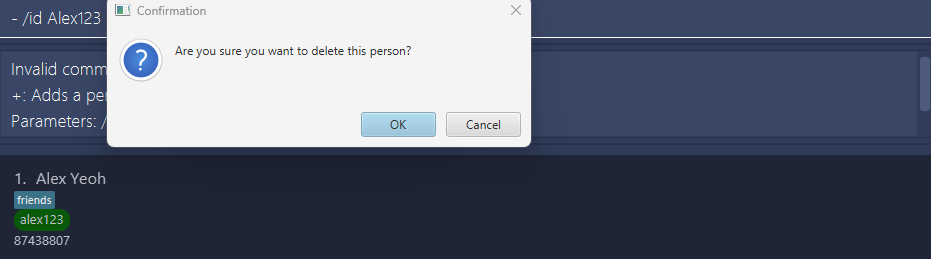 - /id Alex123
Confirmation
Are you sure you want to delete this person?
OK
Cancel
Invalid comm
+: Adds a per
Parameters: /
1. Alex Yeoh
friends
alex123
87438807